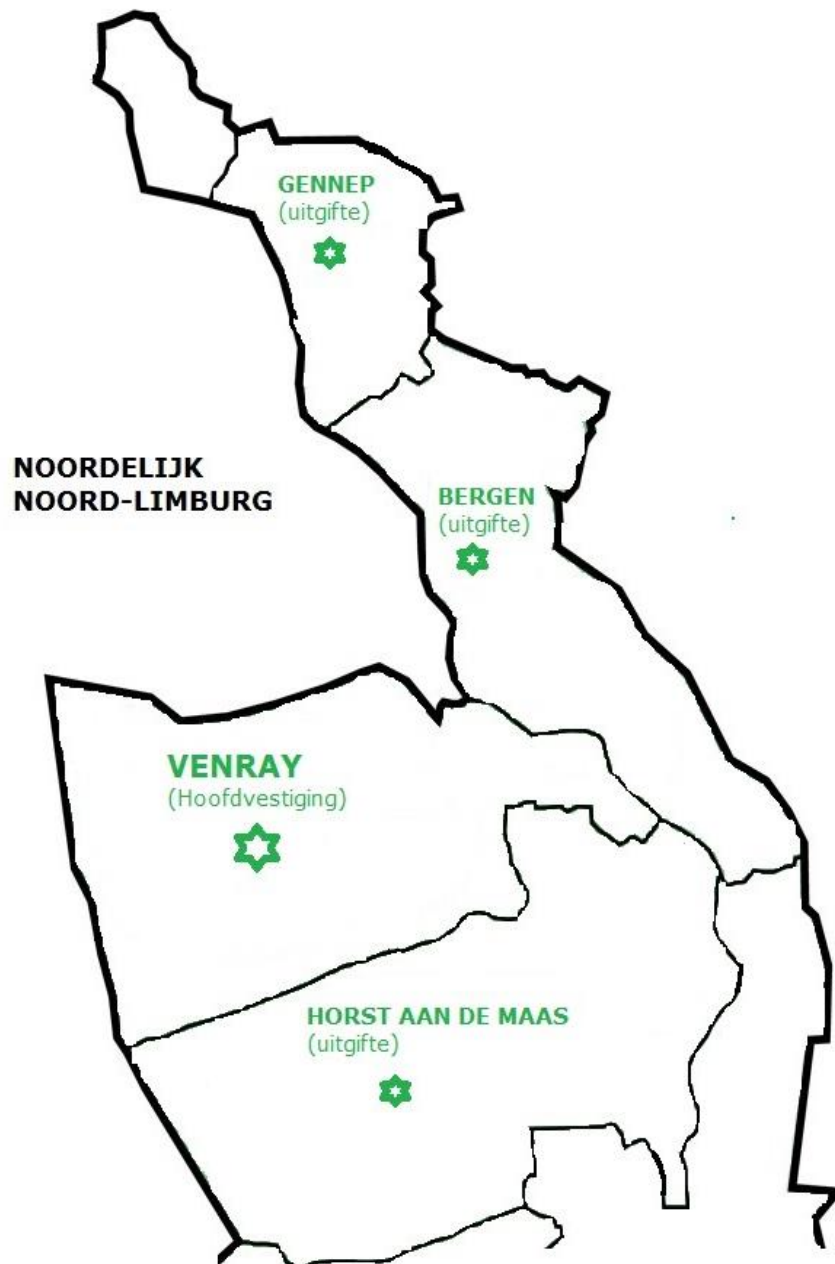 GENNEP
(uitgifte)
NOORDELIJK
NOORD-LIMBURG
BERGEN
(uitgifte)
VENRAY
(Hoofdvestiging)
HORST AAN DE MAAS
(uitgifte)